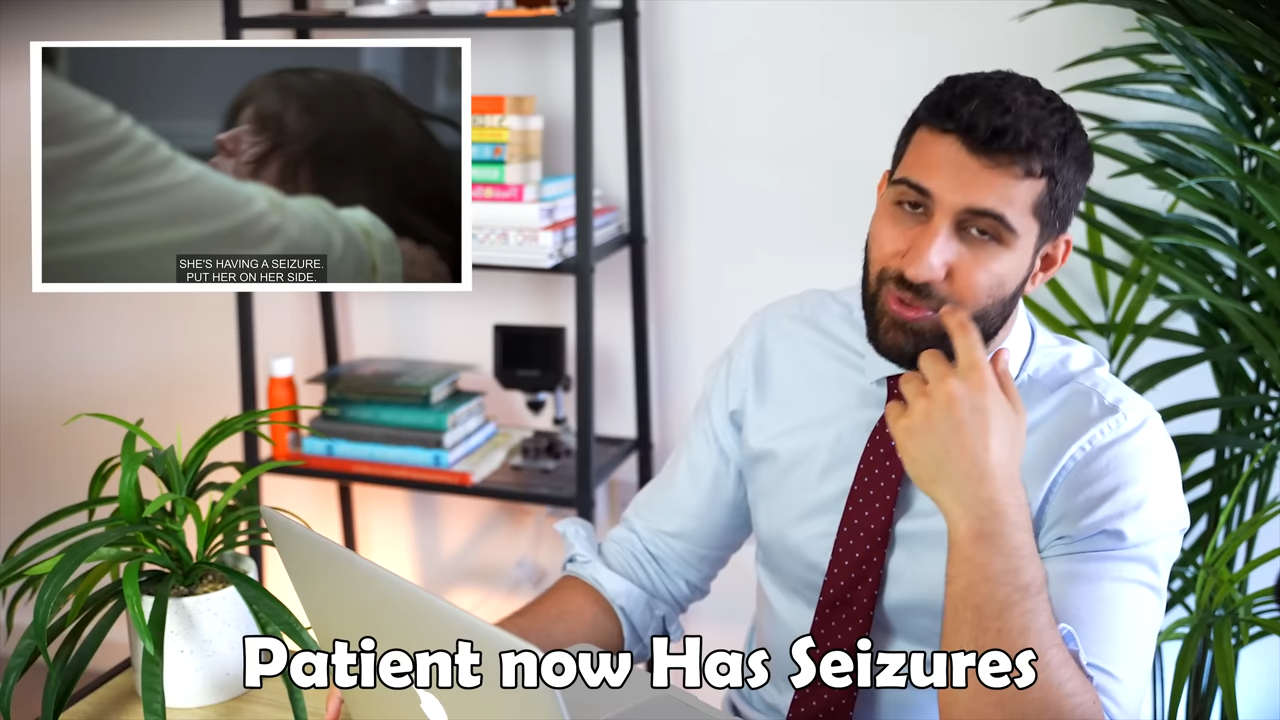 SHE'S HAVING A SEIZURE.
PUT HER ON HER SIDE.
Patient now Has Seizures